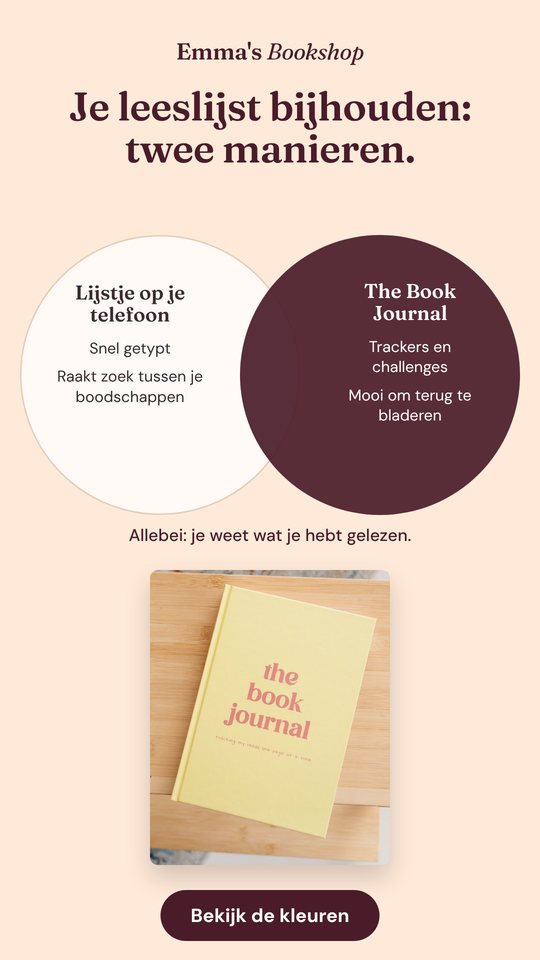 Emma's Bookshop
Je leeslijst bijhouden:
twee manieren.
Lijstje op je
telefoon
Snel getypt
Raakt zoek tussen je
boodschappen
The Book
Journal
Trackers en
challenges
Mooi om terug te
bladeren
Allebei: je weet wat je hebt gelezen.
the
book
journal
Bekijk de kleuren